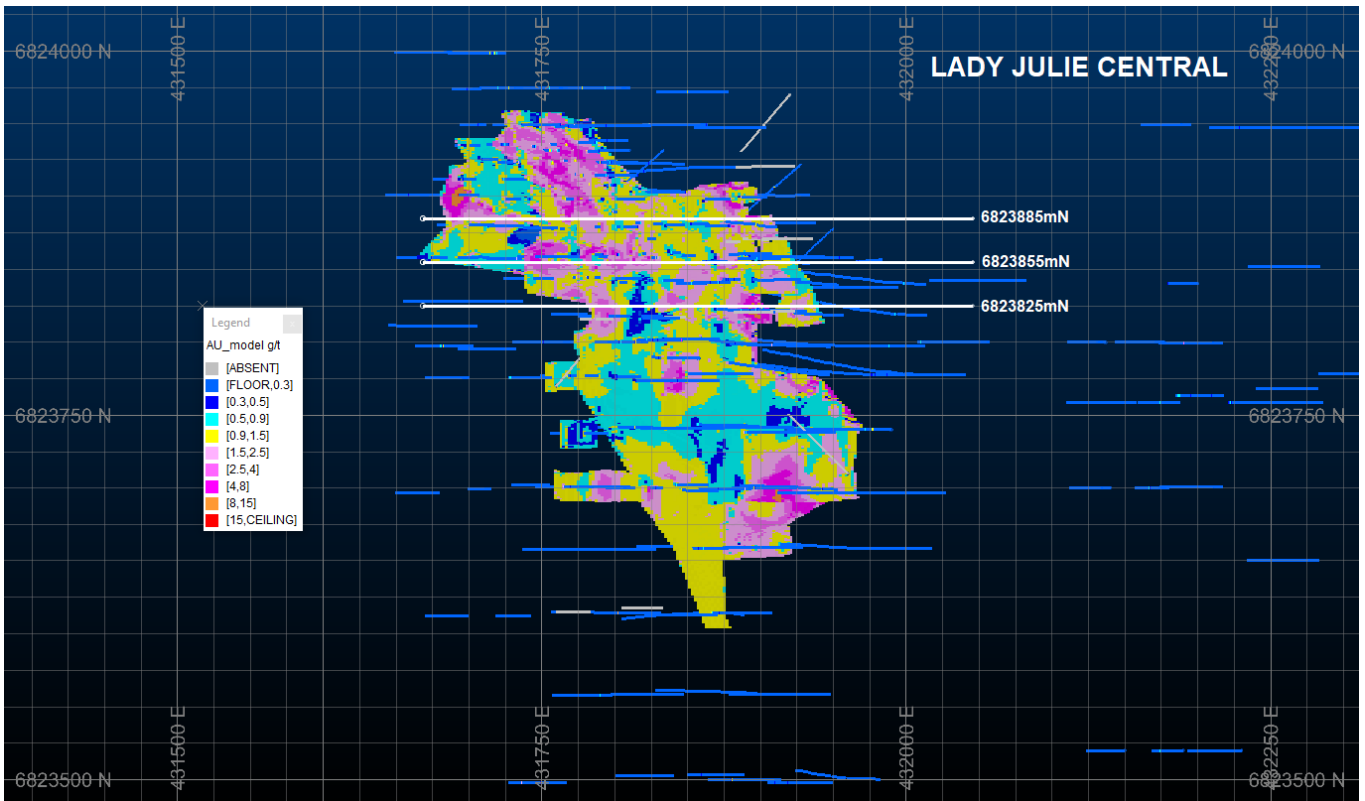 431500 E
431750 E
432000 E
432250 E
6824000 N
6824000 N
LADY JULIE CENTRAL
6823885mN
6823855mN
6823825mN
Legend
AU_model g/t
[ABSENT]
[FLOOR,0.3]
[0.3,0.5]
[0.5,0.9]
[0.9,1.5]
[1.5,2.5]
[2.5,4]
[4,8]
[8,15]
[15,CEILING]
6823750 N
6823750 N
431500 E
431750 E
432000 E
432250 E
6823500 N
6823500 N